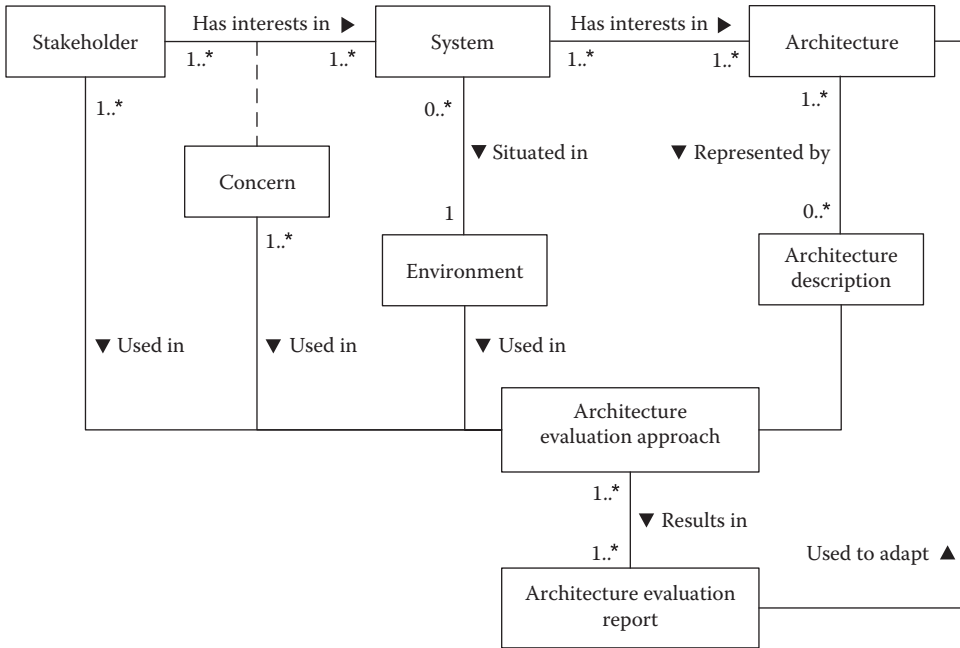 Has interests in ►
Has interests in ►
Stakeholder
System
Architecture
1..*
1..*
1..*
1..*
1..*
0..*
1..*
▼ Situated in
▼ Represented by
Concern
1
0..*
1..*
Environment
Architecture
description
▼ Used in
▼ Used in
▼ Used in
Architecture
evaluation approach
1..*
▼ Results in
1..*
Used to adapt ▲
Architecture evaluation
report